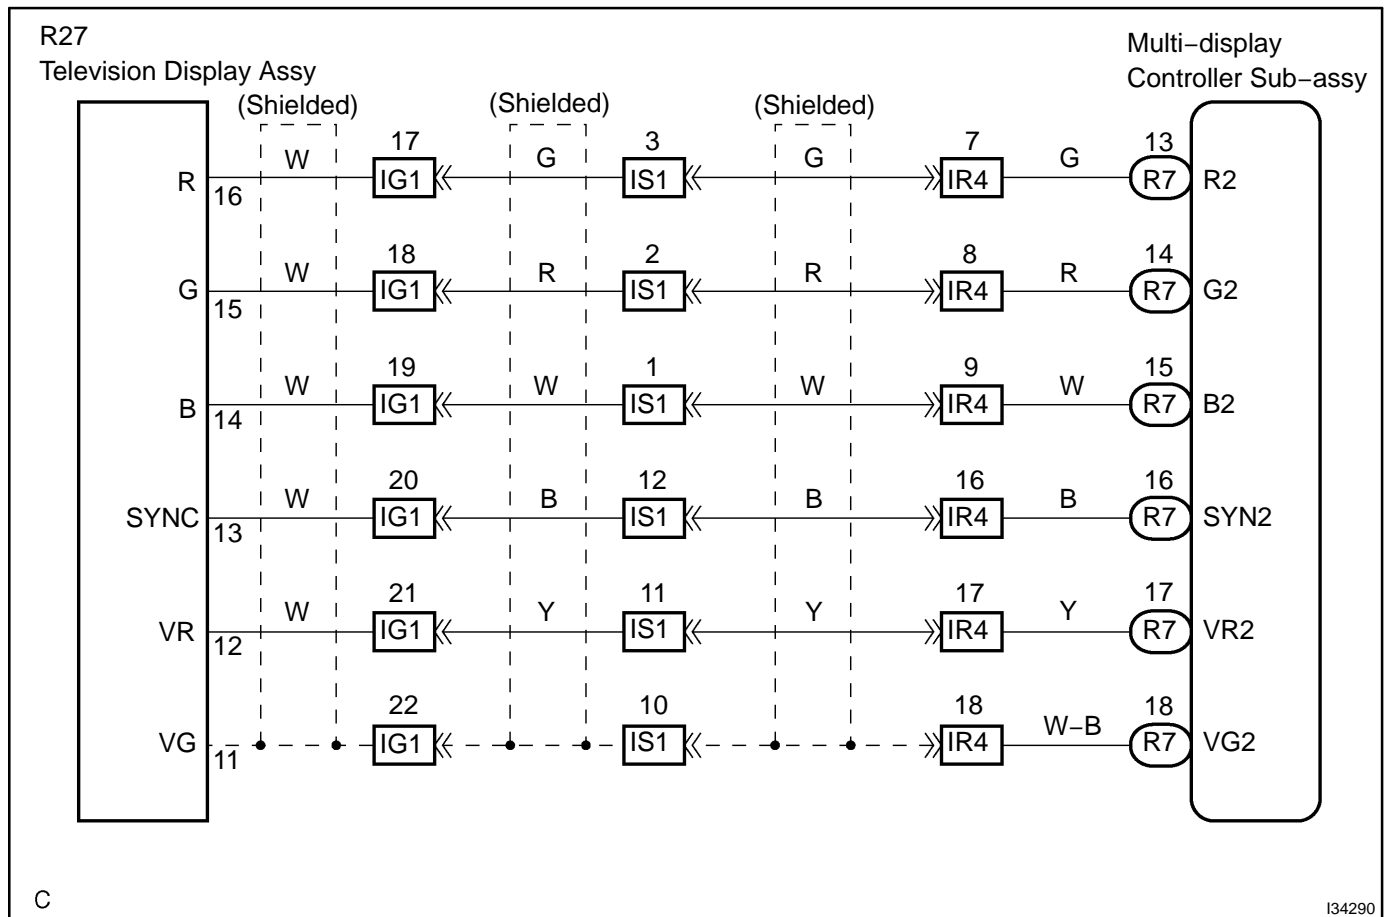 R27
Television Display Assy
Multi−display
Controller Sub−assy
(Shielded) (Shielded) (Shielded)
17 3 7 13
W G G G
R 16 IG1 IS1 IR4 R7 R2
18 2 8 14
W R R R
G 15 IG1 IS1 IR4 R7 G2
19 1 9 15
W W W W
B 14 IG1 IS1 IR4 R7 B2
20 12 16 16
W B B B
SYNC 13 IG1 IS1 IR4 R7 SYN2
21 11 17 17
W Y Y Y
VR 12 IG1 IS1 IR4 R7 VR2
22 10 18 18
W−B
VG 11 IG1 IS1 IR4 R7 VG2
C
I34290